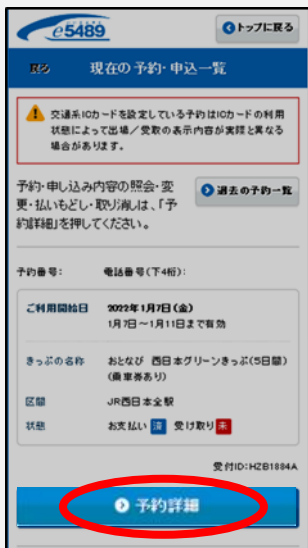 e5489
トップに戻る
現在の予約・申込一覧
交通系ICカードを設定している予約はICカードの利用
状態によって出場／受取の表示内容が実際と異なる
場合があります。
予約・申し込み内容の照会・変
更・払いもどし・取り消しは、「予
約詳細」を押してください。
過去の予約一覧
予約番号： 電話番号(下4桁)：
ご利用開始日 2022年1月7日(金)
1月7日～1月11日まで有効
きっぷの名称 おとなび 西日本グリーンきっぷ(5日間)
(乗車券あり)
区間 JR西日本全駅
状態 お支払い 済 受け取り 未
受付ID:HZB1884A
予約詳細